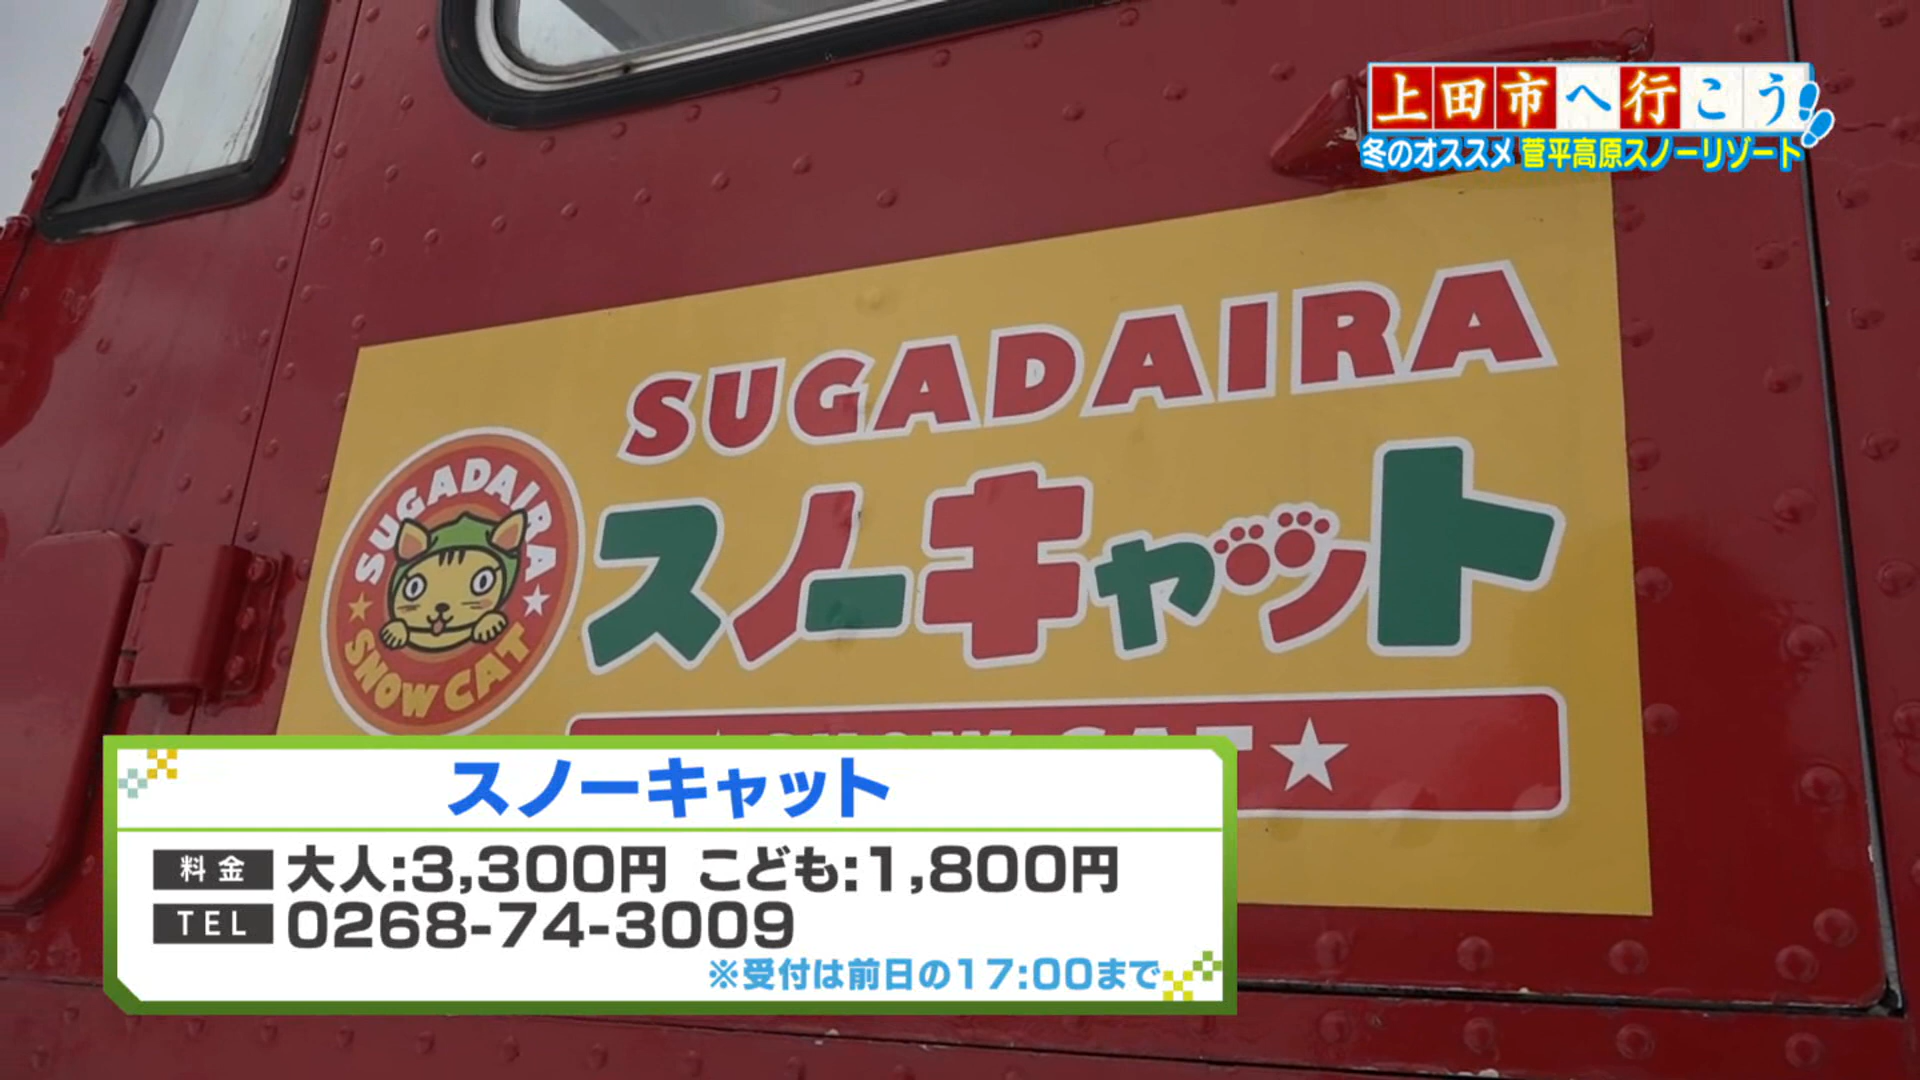 上田市へ行こう!
冬のオススメ 菅平高原スノーリゾート
SUGADAIRA
スノーキャット
SUGADAIRA
SNOW CAT
★SNOW CAT★
スノーキャット
料金 大人:3,300円 こども:1,800円
TEL 0268-74-3009
※受付は前日の17:00まで